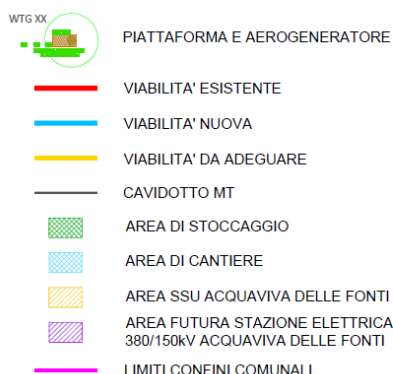 WTG XX
PIATTAFORMA E AEROGENERATORE
VIABILITA' ESISTENTE
VIABILITA' NUOVA
VIABILITA' DA ADEGUARE
CAVIDOTTO MT
AREA DI STOCCAGGIO
AREA DI CANTIERE
AREA SSU ACQUAVIVA DELLE FONTI
AREA FUTURA STAZIONE ELETTRICA
380/150kV ACQUAVIVA DELLE FONTI
LIMITI CONFINI COMUNALI